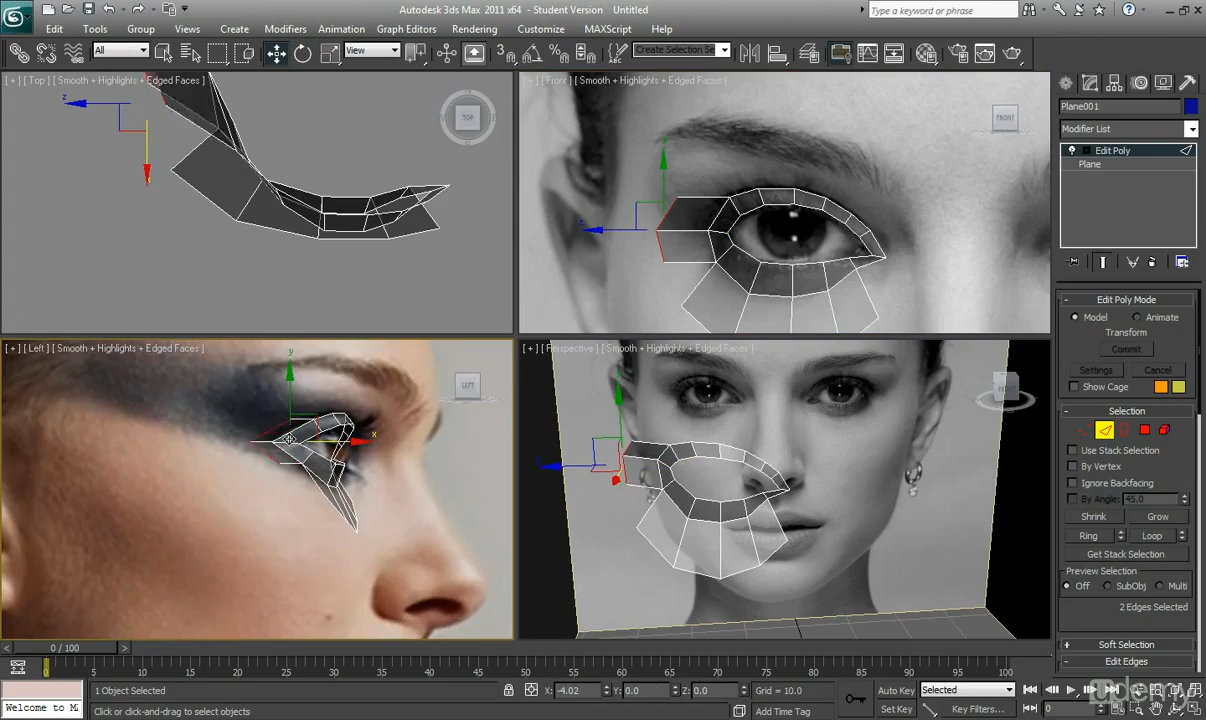 Autodesk 3ds Max 2011 x64 - Student Version Untitled
Type a keyword or phrase
Edit Tools Group Views Create Modifiers Animation Graph Editors Rendering Customize MAXScript Help
All View Create Selection Se
[ + ] [ Top ] [ Smooth + Highlights + Edged Faces ]
TOP
[ + ] [ Front ] [ Smooth + Highlights + Edged Faces ]
FRONT
Plane001
Modifier List
Edit Poly
Plane
Edit Poly Mode
Model Animate
Transform
Commit
Settings Cancel
Show Cage
[ + ] [ Left ] [ Smooth + Highlights + Edged Faces ]
LEFT
[ + ] [ Perspective ] [ Smooth + Highlights + Edged Faces ]
Selection
Use Stack Selection
By Vertex
Ignore Backfacing
By Angle: 45.0
Shrink Grow
Ring Loop
Get Stack Selection
Preview Selection
Off SubObj Multi
2 Edges Selected
Soft Selection
Edit Edges
0 / 100
0 5 10 15 20 25 30 35 40 45 50 55 60 65 70 75 80 85 90 95 100
1 Object Selected X: -4.02 Y: 0.0 Z: 0.0 Grid = 10.0 Auto Key Selected
Welcome to M Click or click-and-drag to select objects Add Time Tag Set Key Key Filters... 0
udemy